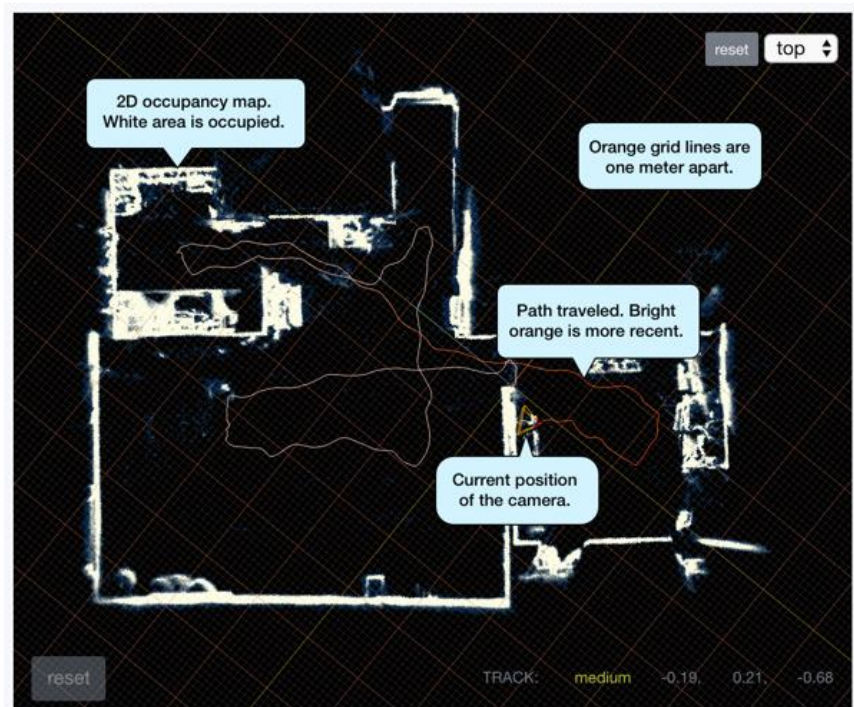 reset
top
2D occupancy map.
White area is occupied.
Orange grid lines are
one meter apart.
Path traveled. Bright
orange is more recent.
Current position
of the camera.
reset
TRACK: medium -0.19, 0.21, -0.68